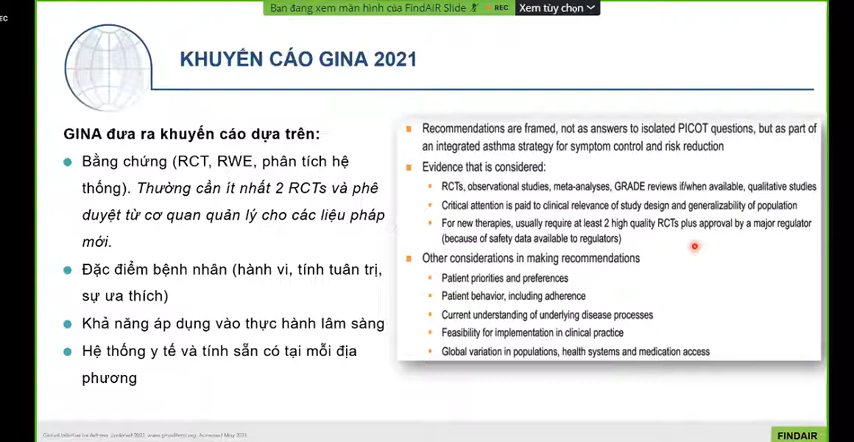 EC
Bạn đang xem màn hình của FindAIR Slide
REC
Xem tùy chọn
KHUYẾN CÁO GINA 2021
GINA đưa ra khuyến cáo dựa trên:
Bằng chứng (RCT, RWE, phân tích hệ
thống). Thường cần ít nhất 2 RCTs và phê
duyệt từ cơ quan quản lý cho các liệu pháp
mới.
Đặc điểm bệnh nhân (hành vi, tính tuân trị,
sự ưa thích)
Khả năng áp dụng vào thực hành lâm sàng
Hệ thống y tế và tính sẵn có tại mỗi địa
phương
Recommendations are framed, not as answers to isolated PICOT questions, but as part of
an integrated asthma strategy for symptom control and risk reduction
Evidence that is considered:
RCTs, observational studies, meta-analyses, GRADE reviews if/when available, qualitative studies
Critical attention is paid to clinical relevance of study design and generalizability of population
For new therapies, usually require at least 2 high quality RCTs plus approval by a major regulator
(because of safety data available to regulators)
Other considerations in making recommendations
Patient priorities and preferences
Patient behavior, including adherence
Current understanding of underlying disease processes
Feasibility for implementation in clinical practice
Global variation in populations, health systems and medication access
FINDAIR